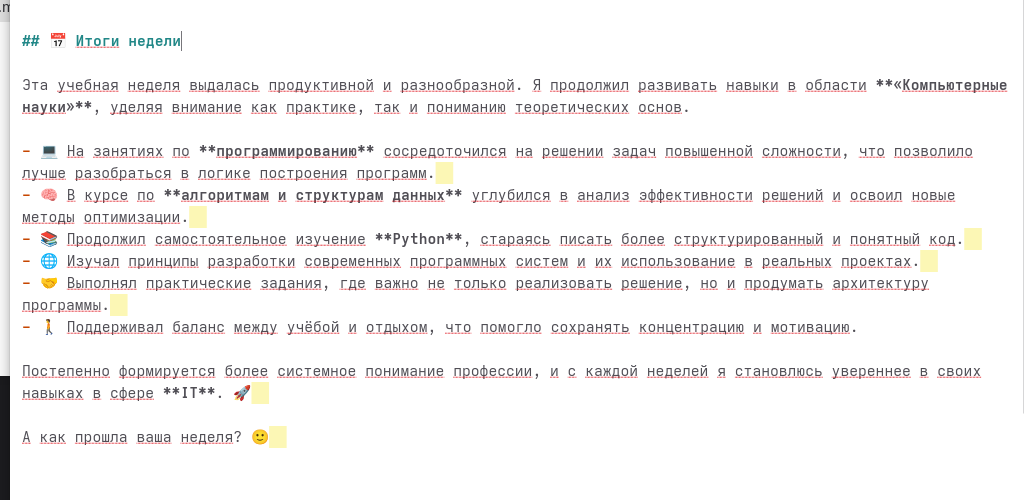 .m
## 📅 Итоги недели
Эта учебная неделя выдалась продуктивной и разнообразной. Я продолжил развивать навыки в области **«Компьютерные
науки»**, уделяя внимание как практике, так и пониманию теоретических основ.
- 💻 На занятиях по **программированию** сосредоточился на решении задач повышенной сложности, что позволило
лучше разобраться в логике построения программ.
- 🧠 В курсе по **алгоритмам и структурам данных** углубился в анализ эффективности решений и освоил новые
методы оптимизации.
- 📚 Продолжил самостоятельное изучение **Python**, стараясь писать более структурированный и понятный код.
- 🌐 Изучал принципы разработки современных программных систем и их использование в реальных проектах.
- 🤝 Выполнял практические задания, где важно не только реализовать решение, но и продумать архитектуру
программы.
- 🚶 Поддерживал баланс между учёбой и отдыхом, что помогло сохранять концентрацию и мотивацию.
Постепенно формируется более системное понимание профессии, и с каждой неделей я становлюсь увереннее в своих
навыках в сфере **IT**. 🚀
А как прошла ваша неделя? 🙂